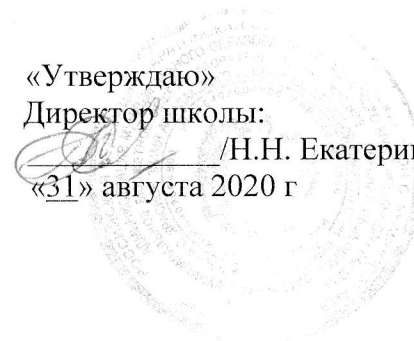 «Утверждаю»
Директор школы:
/Н.Н. Екатерин
«31» августа 2020 г